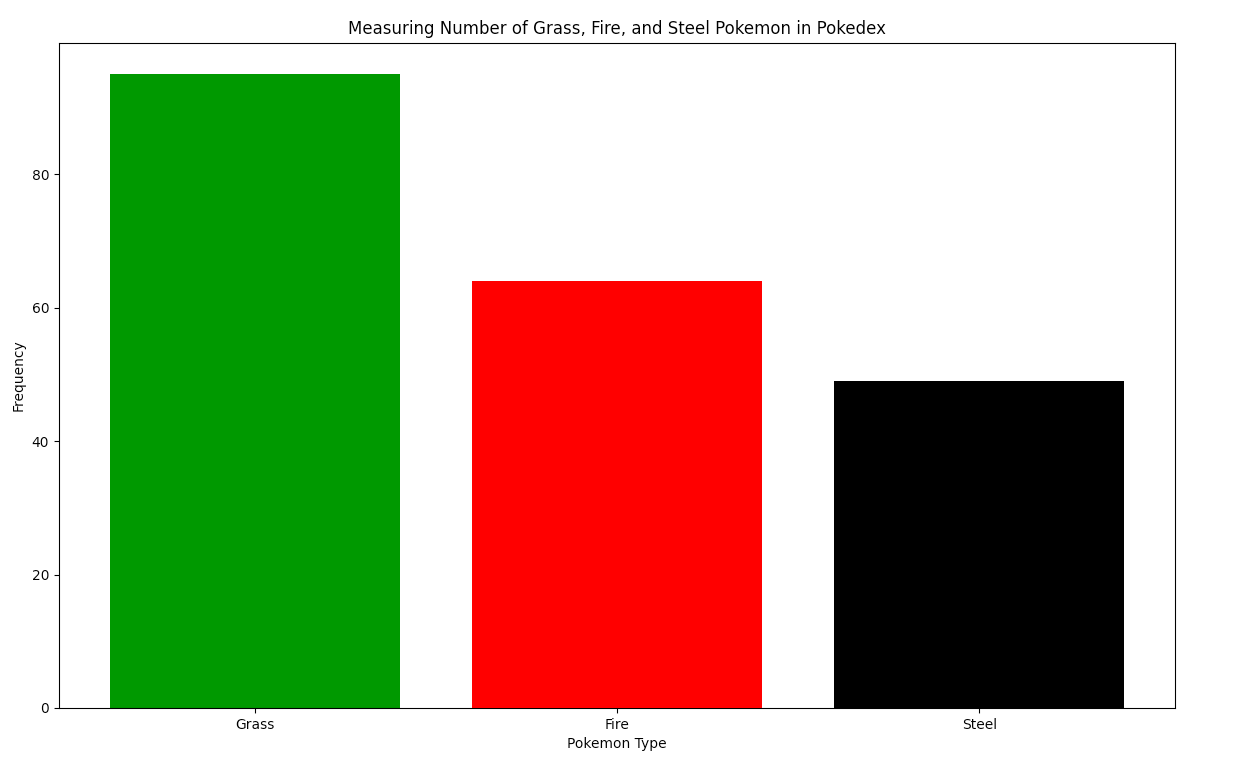 Measuring Number of Grass, Fire, and Steel Pokemon in Pokedex
80
60
40
20
0
Frequency
Grass
Fire
Steel
Pokemon Type